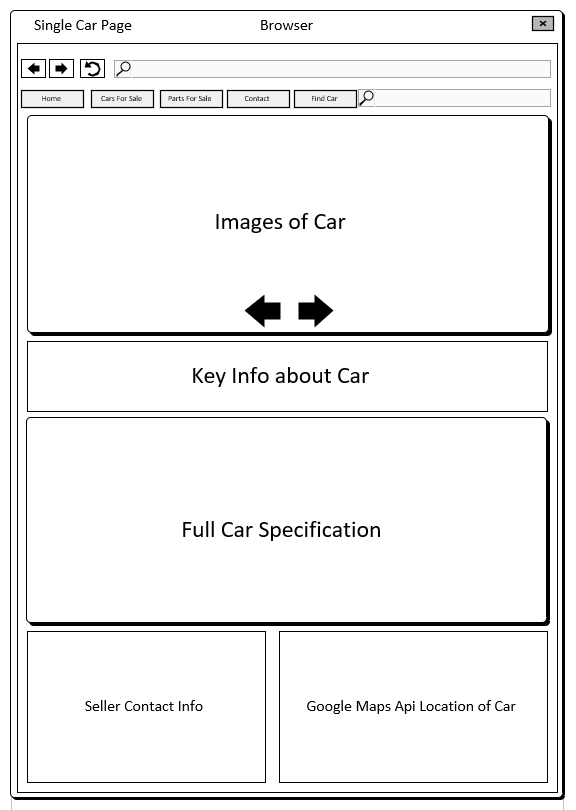 Single Car Page
Browser
Home
Cars For Sale
Parts For Sale
Contact
Find Car
Images of Car
Key Info about Car
Full Car Specification
Seller Contact Info
Google Maps Api Location of Car